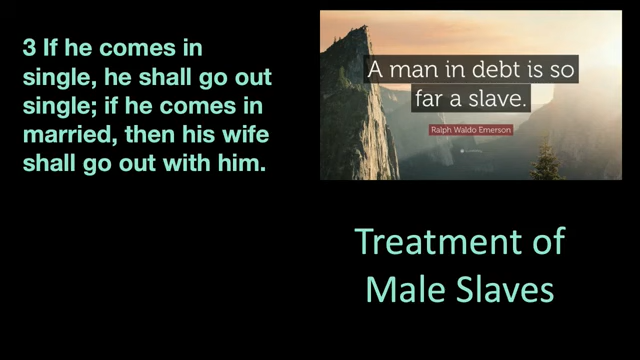 3 If he comes in
single, he shall go out
single; if he comes in
married, then his wife
shall go out with him.
A man in debt is so
far a slave.
Ralph Waldo Emerson
Treatment of
Male Slaves